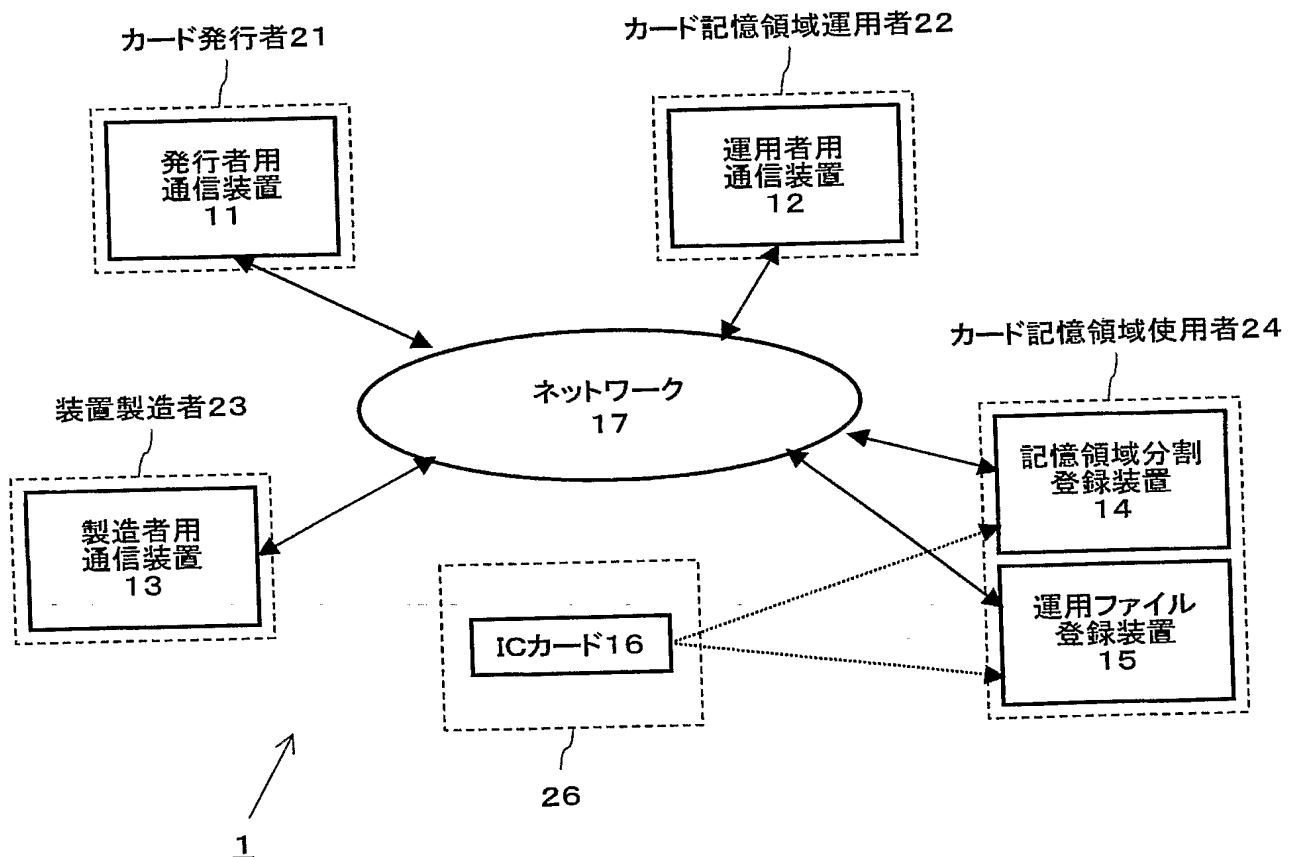 カード発行者21
カード記憶領域運用者22
発行者用
通信装置
11
運用者用
通信装置
12
カード記憶領域使用者24
ネットワーク
17
装置製造者23
記憶領域分割
登録装置
14
製造者用
通信装置
13
運用ファイル
登録装置
15
ICカード16
26
1